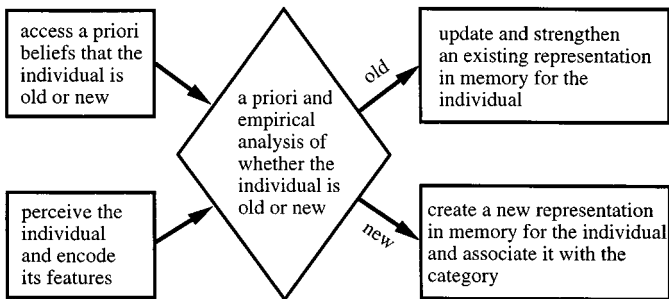 access a priori
beliefs that the
individual is
old or new
perceive the
individual
and encode
its features
a priori and
empirical
analysis of
whether the
individual is
old or new
old
new
update and strengthen
an existing representation
in memory for the
individual
create a new representation
in memory for the individual
and associate it with the
category